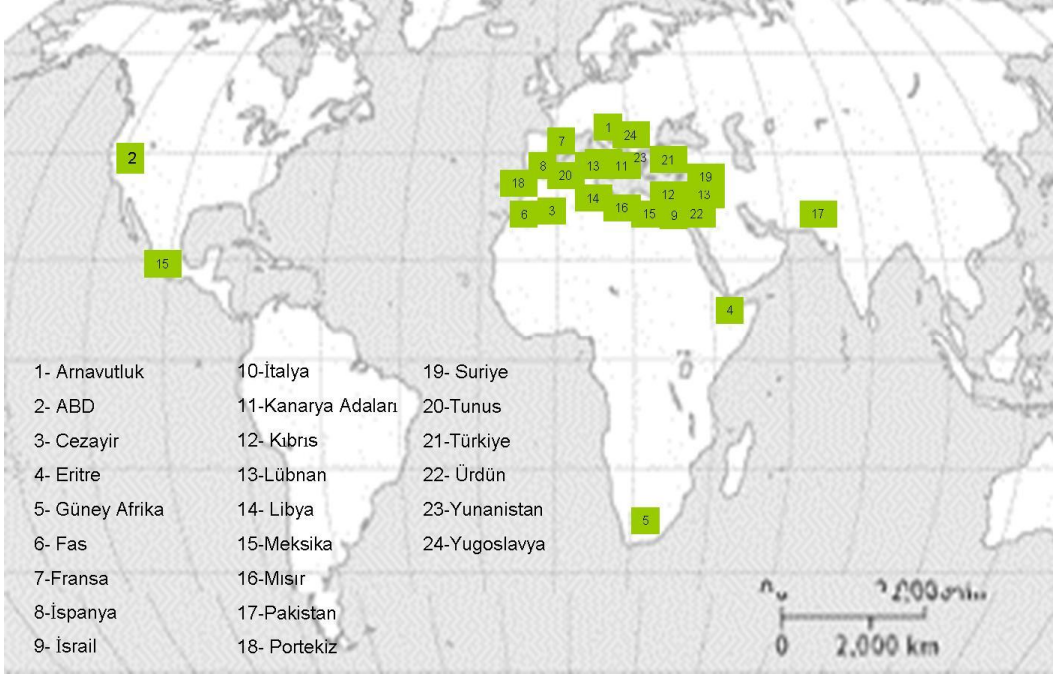 1
24
7
2
8
13
11
23
21
20
19
18
14
12
13
6
3
16
15
9
22
17
15
4
5
1- Arnavutluk
2- ABD
3- Cezayir
4- Eritre
5- Güney Afrika
6- Fas
7-Fransa
8-İspanya
9- İsrail
10-İtalya
11-Kanarya Adaları
12- Kıbrıs
13-Lübnan
14- Libya
15-Meksika
16-Mısır
17-Pakistan
18- Portekiz
19- Suriye
20-Tunus
21-Türkiye
22- Ürdün
23-Yunanistan
24-Yugoslavya
0 2,000 km